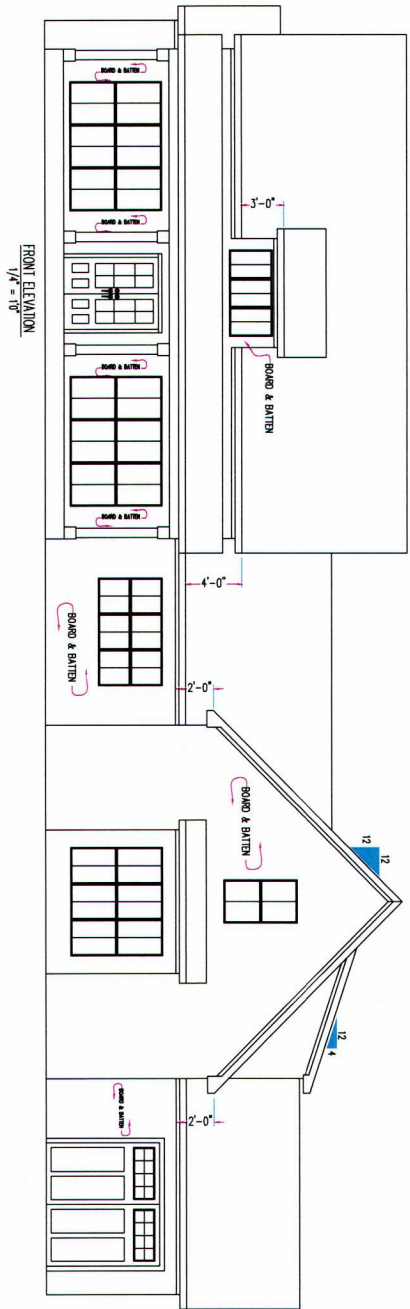 BOARD & BATTEN
BOARD & BATTEN
BOARD & BATTEN
BOARD & BATTEN
3'-0"
BOARD & BATTEN
4'-0"
BOARD & BATTEN
2'-0"
BOARD & BATTEN
12
12
12
4
2'-0"
BOARD & BATTEN
FRONT ELEVATION
1/4" = 1'0"